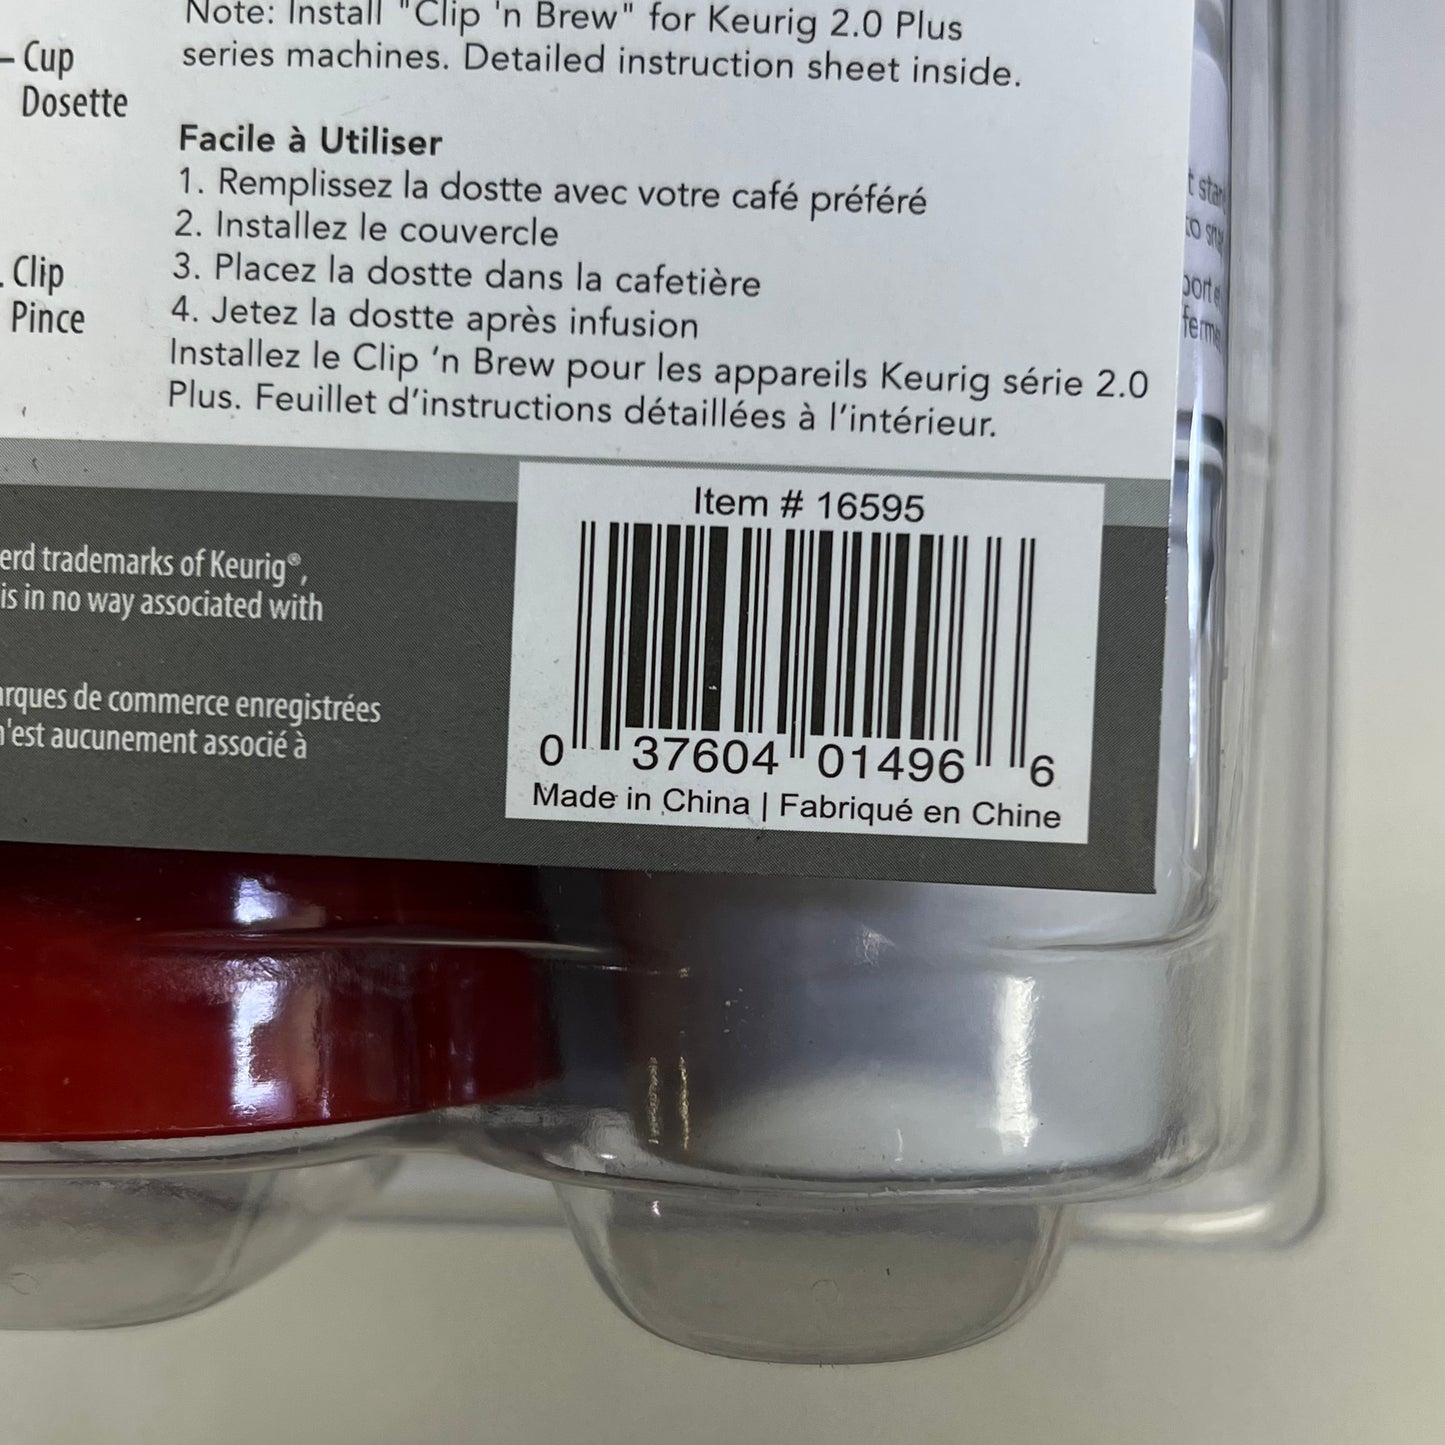 Note: Install "Clip 'n Brew" for Keurig 2.0 Plus
series machines. Detailed instruction sheet inside.
Cup
Dosette
Facile à Utiliser
1. Remplissez la dostte avec votre café préféré
2. Installez le couvercle
3. Placez la dostte dans la cafetière
4. Jetez la dostte après infusion
Installez le Clip 'n Brew pour les appareils Keurig série 2.0
Plus. Feuillet d'instructions détaillées à l'intérieur.
Clip
Pince
trademarks of Keurig®,
is in no way associated with
de commerce enregistrées
n'est aucunement associé à
Item # 16595
0 37604 01496 6
Made in China | Fabriqué en Chine